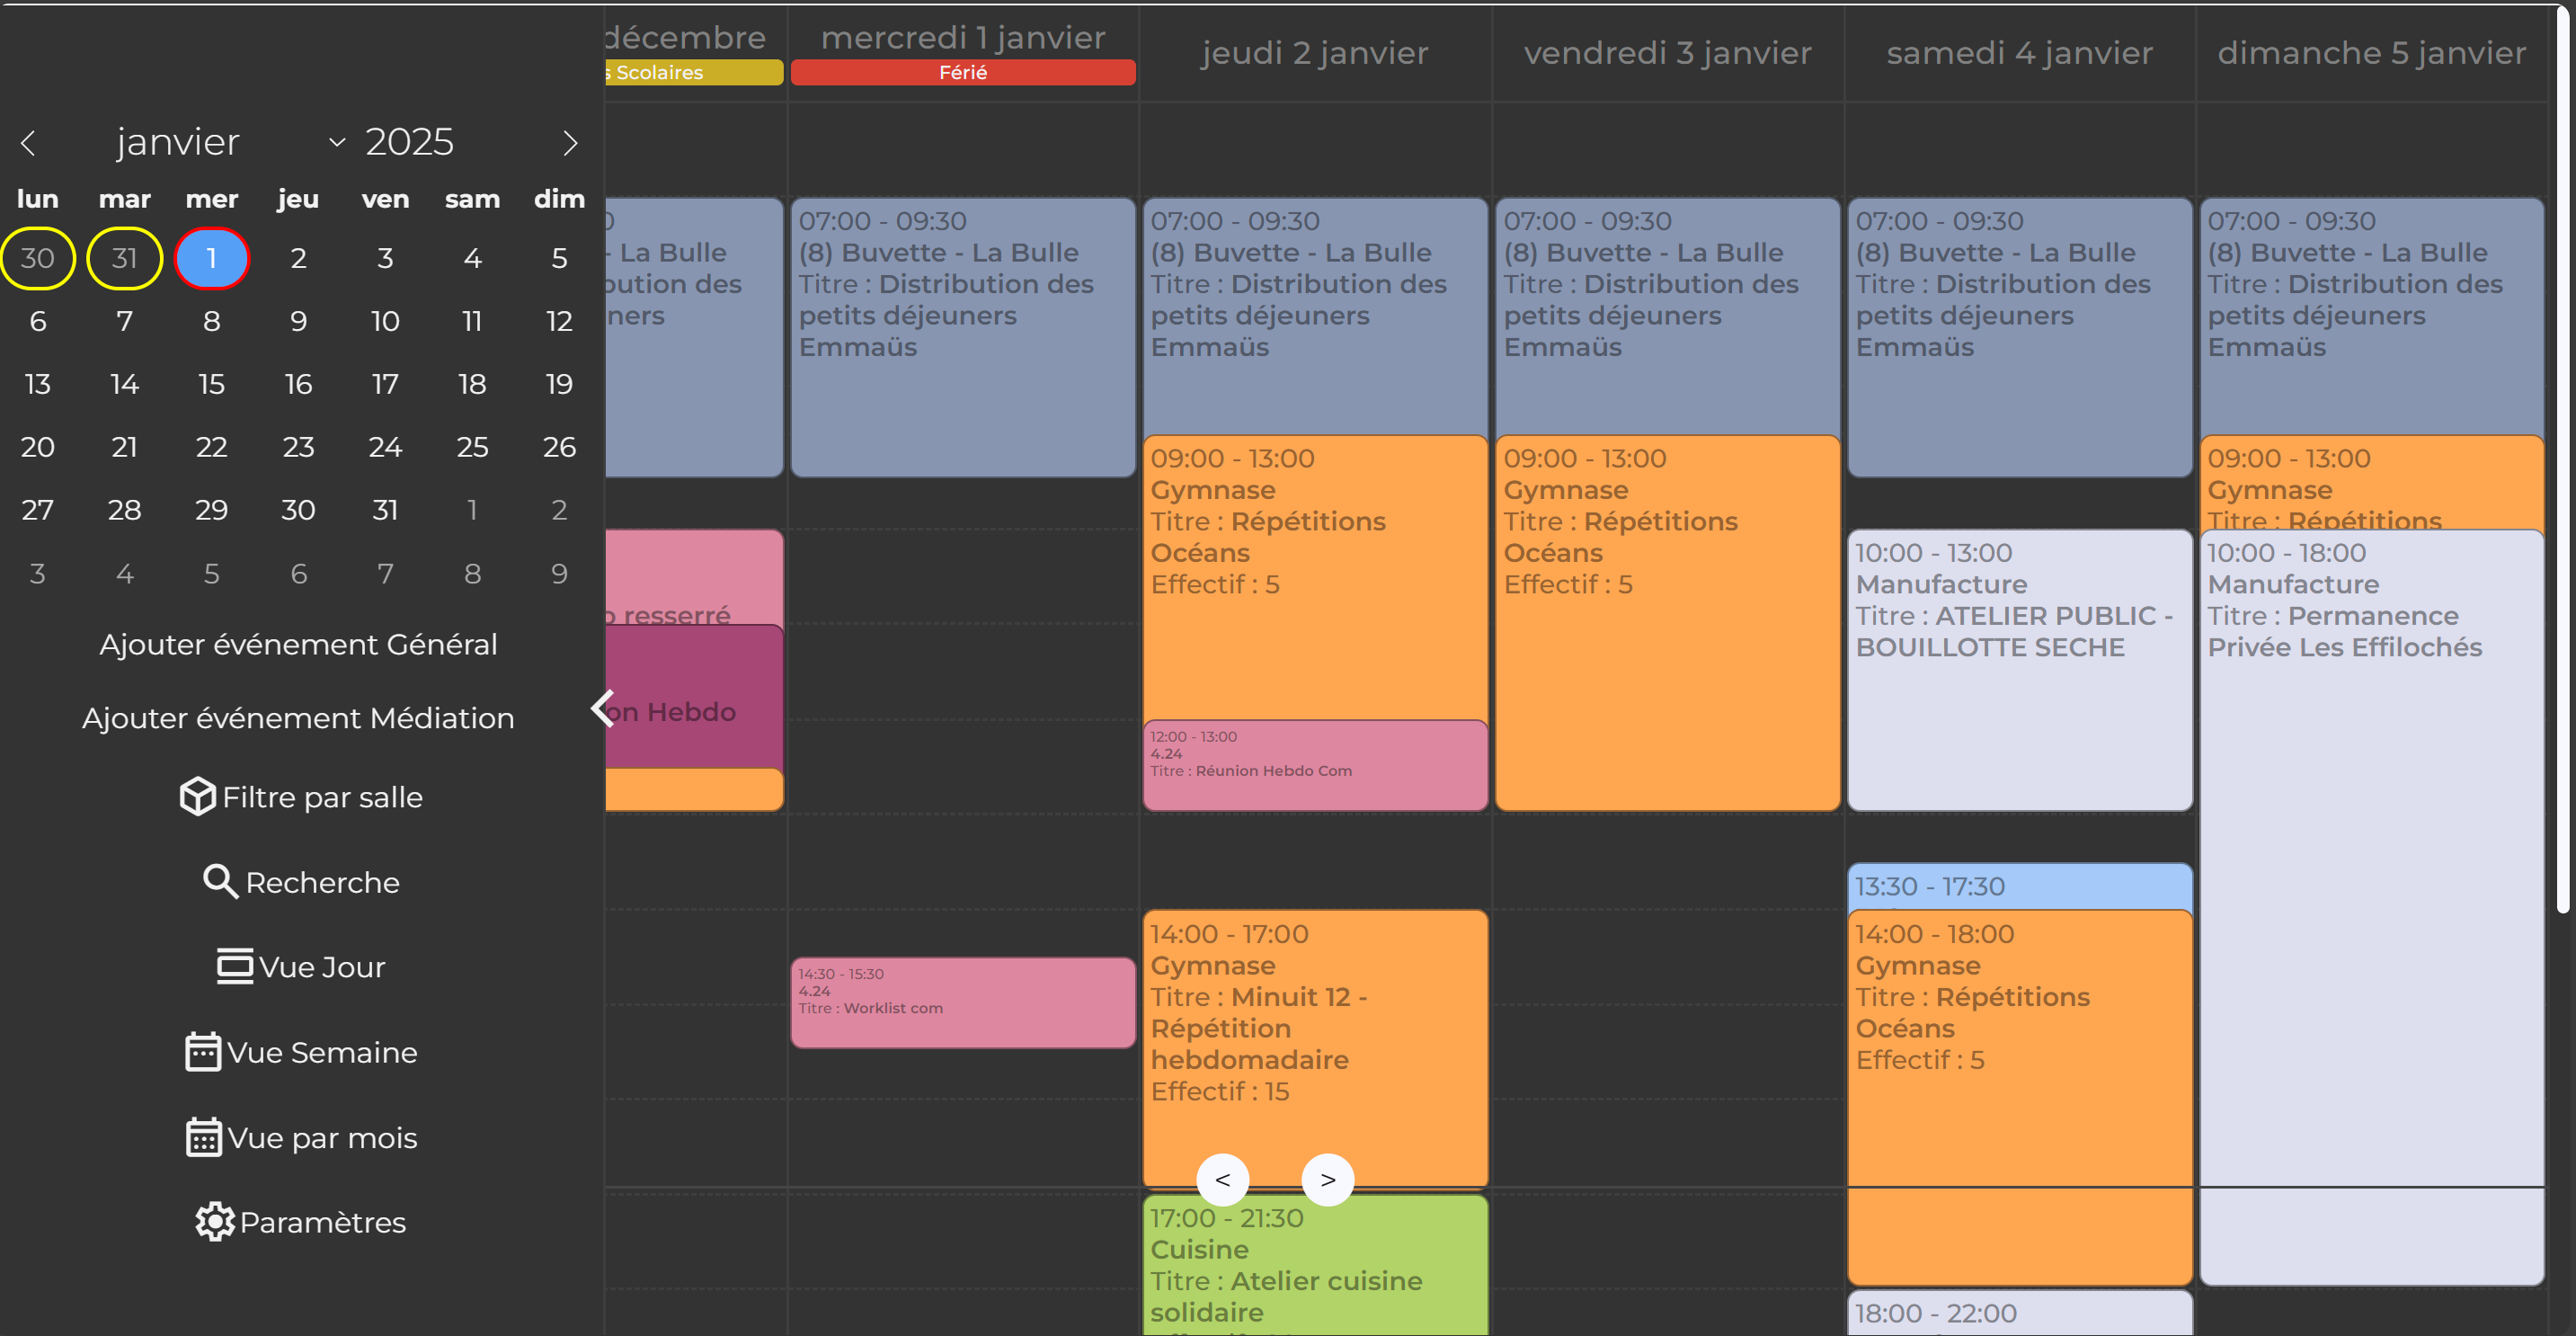 janvier
2025
lun mar mer jeu ven sam dim
30 31 1 2 3 4 5
6 7 8 9 10 11 12
13 14 15 16 17 18 19
20 21 22 23 24 25 26
27 28 29 30 31 1 2
3 4 5 6 7 8 9
Ajouter événement Général
Ajouter événement Médiation
Filtre par salle
Recherche
Vue Jour
Vue Semaine
Vue par mois
Paramètres
décembre
Scolaires
- La Bulle
resserré
Hebdo
mercredi 1 janvier
Férié
07:00 - 09:30
(8) Buvette - La Bulle
Titre : Distribution des
petits déjeuners
Emmaüs
14:30 - 15:30
4.24
Titre : Worklist com
jeudi 2 janvier
07:00 - 09:30
(8) Buvette - La Bulle
Titre : Distribution des
petits déjeuners
Emmaüs
09:00 - 13:00
Gymnase
Titre : Répétitions
Océans
Effectif : 5
12:00 - 13:00
4.24
Titre : Réunion Hebdo Com
14:00 - 17:00
Gymnase
Titre : Minuit 12 -
Répétition
hebdomadaire
Effectif : 15
< >
17:00 - 21:30
Cuisine
Titre : Atelier cuisine
solidaire
vendredi 3 janvier
07:00 - 09:30
(8) Buvette - La Bulle
Titre : Distribution des
petits déjeuners
Emmaüs
09:00 - 13:00
Gymnase
Titre : Répétitions
Océans
Effectif : 5
samedi 4 janvier
07:00 - 09:30
(8) Buvette - La Bulle
Titre : Distribution des
petits déjeuners
Emmaüs
10:00 - 13:00
Manufacture
Titre : ATELIER PUBLIC -
BOUILLOTTE SECHE
13:30 - 17:30
14:00 - 18:00
Gymnase
Titre : Répétitions
Océans
Effectif : 5
18:00 - 22:00
dimanche 5 janvier
07:00 - 09:30
(8) Buvette - La Bulle
Titre : Distribution des
petits déjeuners
Emmaüs
09:00 - 13:00
Gymnase
Titre : Répétitions
10:00 - 18:00
Manufacture
Titre : Permanence
Privée Les Effilochés